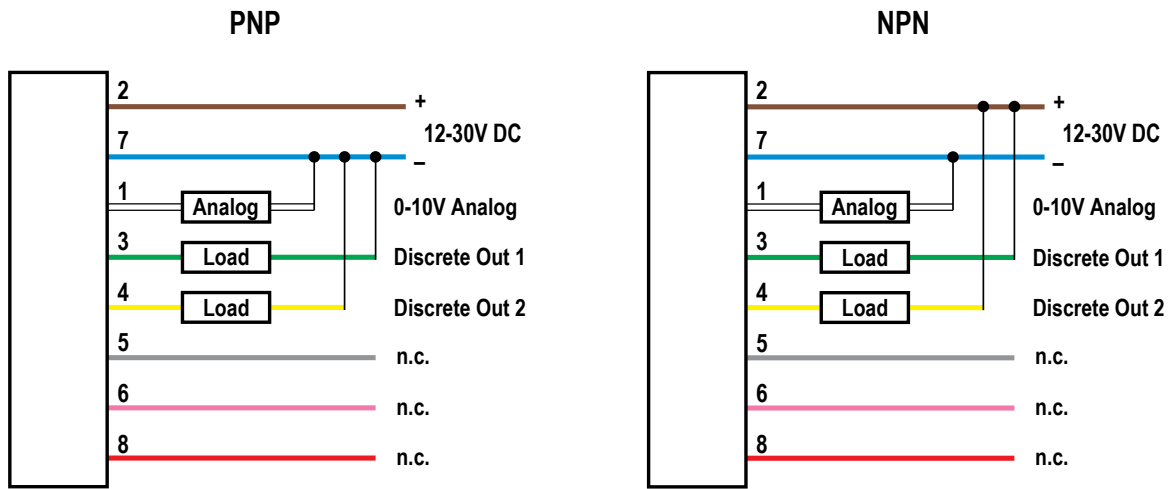 PNP
2
+
12-30V DC
7
–
1
Analog
0-10V Analog
3
Load
Discrete Out 1
4
Load
Discrete Out 2
5
n.c.
6
n.c.
8
n.c.
NPN
2
+
12-30V DC
7
–
1
Analog
0-10V Analog
3
Load
Discrete Out 1
4
Load
Discrete Out 2
5
n.c.
6
n.c.
8
n.c.